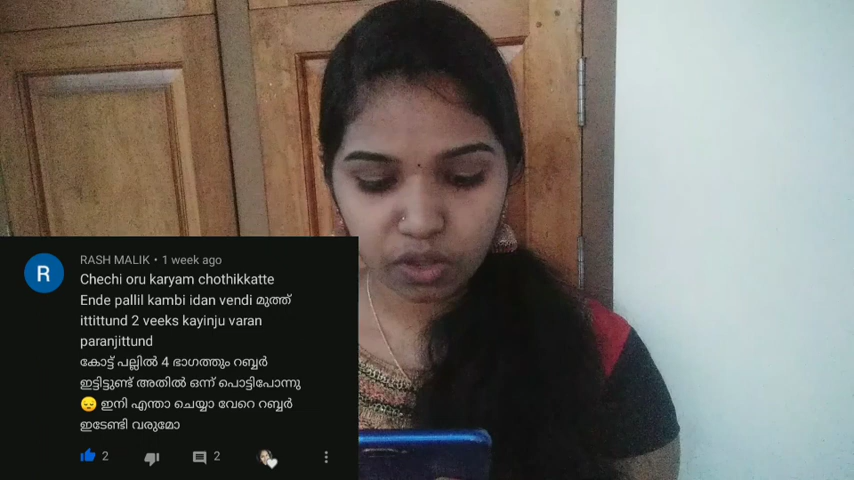 R
RASH MALIK • 1 week ago
Chechi oru karyam chothikkatte
Ende pallil kambi idan vendi മുത്ത്
ittittund 2 veeks kayinju varan
paranjittund
കോട്ട് പല്ലിൽ 4 ഭാഗത്തും റബ്ബർ
ഇട്ടിട്ടുണ്ട് അതിൽ ഒന്ന് പൊട്ടിപോന്നു
😔 ഇനി എന്താ ചെയ്യാ വേറെ റബ്ബർ
ഇടേണ്ടി വരുമോ
2 2